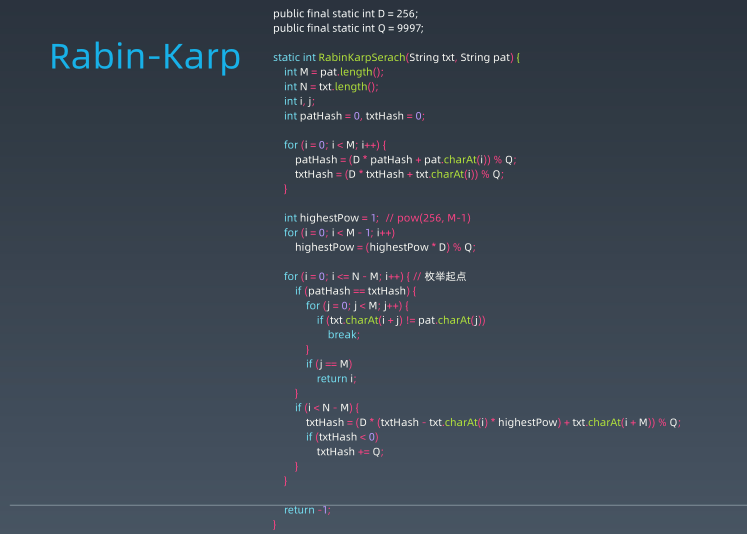 Rabin-Karp
public final static int D = 256;
public final static int Q = 9997;
static int RabinKarpSerach(String txt, String pat) {
int M = pat.length();
int N = txt.length();
int i, j;
int patHash = 0, txtHash = 0;
for (i = 0; i < M; i++) {
patHash = (D * patHash + pat.charAt(i)) % Q;
txtHash = (D * txtHash + txt.charAt(i)) % Q;
}
int highestPow = 1;  // pow(256, M-1)
for (i = 0; i < M - 1; i++)
highestPow = (highestPow * D) % Q;
for (i = 0; i <= N - M; i++) { // 枚举起点
if (patHash == txtHash) {
for (j = 0; j < M; j++) {
if (txt.charAt(i + j) != pat.charAt(j))
break;
}
if (j == M)
return i;
}
if (i < N - M) {
txtHash = (D * (txtHash - txt.charAt(i) * highestPow) + txt.charAt(i + M)) % Q;
if (txtHash < 0)
txtHash += Q;
}
}
return -1;
}